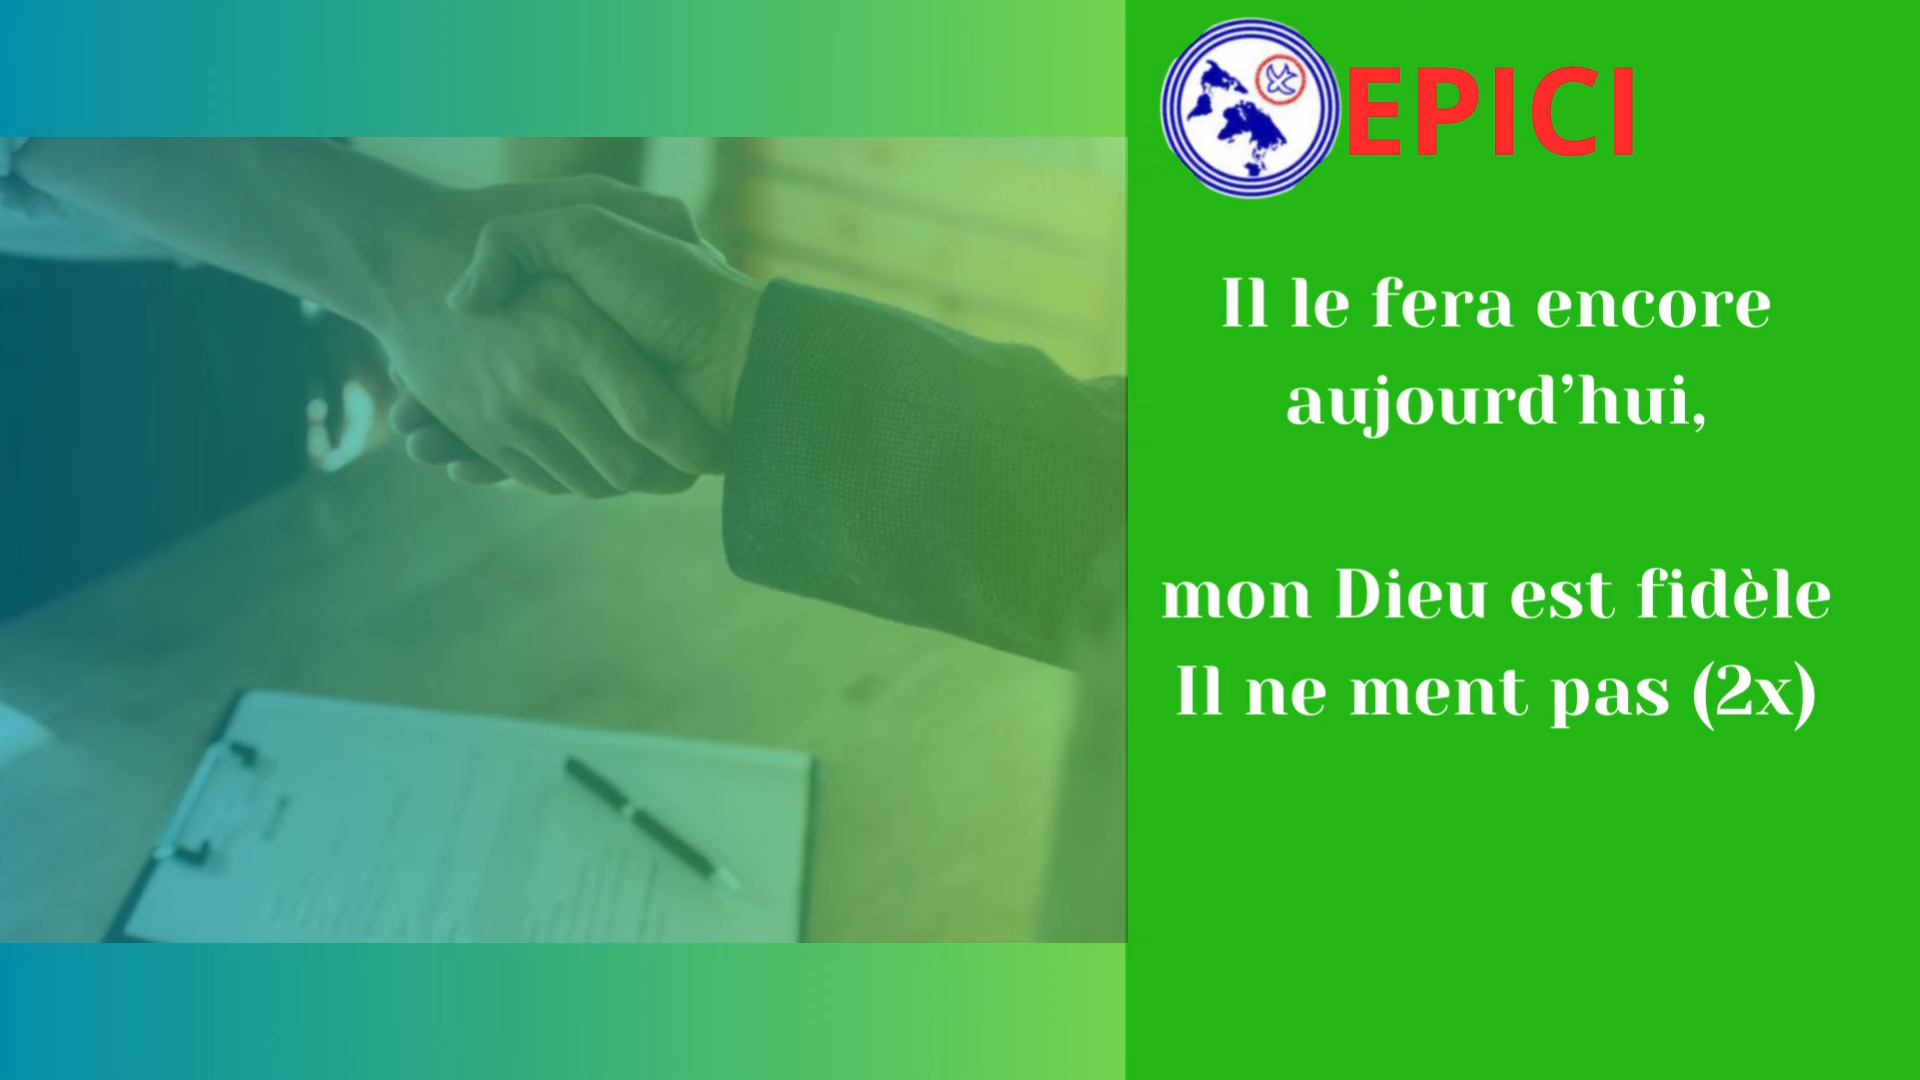 EPICI
Il le fera encore
aujourd’hui,
mon Dieu est fidèle
Il ne ment pas (2x)